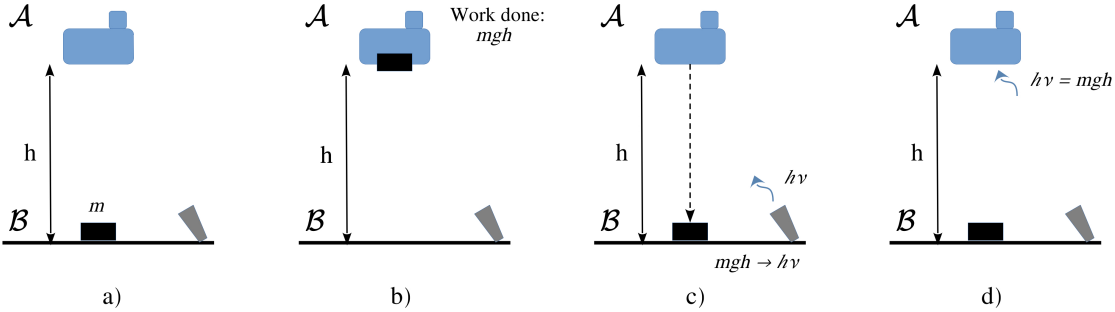 𝒜
h
ℬ
m
a)
𝒜
Work done:
mgh
h
ℬ
b)
𝒜
h
hν
ℬ
mgh → hν
c)
𝒜
hν = mgh
h
ℬ
d)